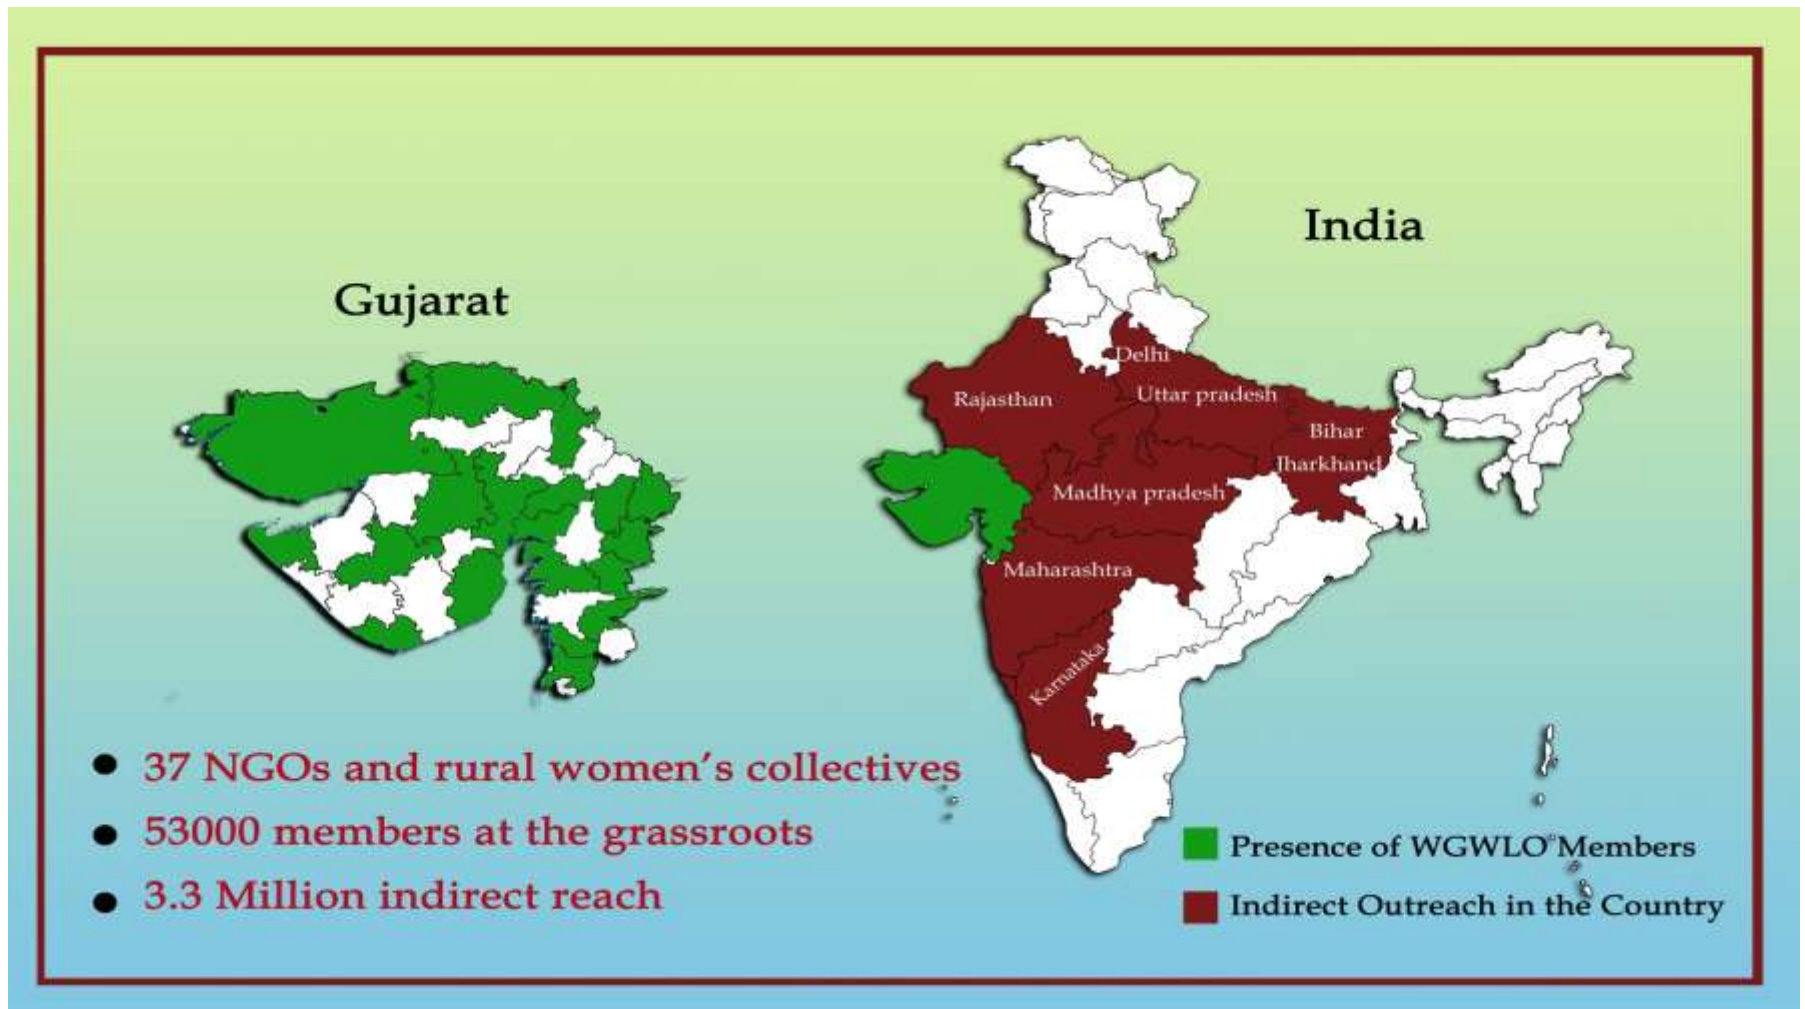 India
Gujarat
Delhi
Rajasthan
Uttar pradesh
Bihar
Jharkhand
Madhya pradesh
Maharashtra
Karnataka
• 37 NGOs and rural women's collectives
• 53000 members at the grassroots
• 3.3 Million indirect reach
Presence of WGWLO Members
Indirect Outreach in the Country